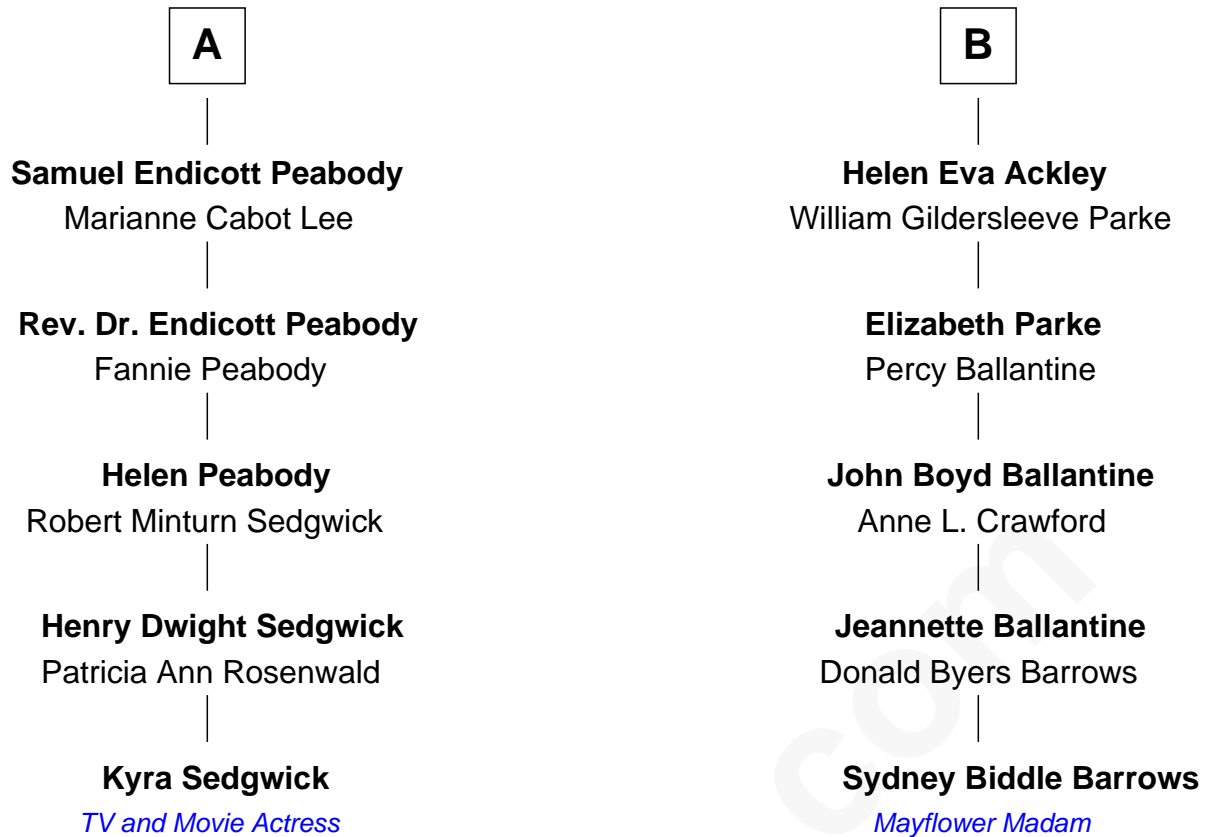 A
Samuel Endicott Peabody
Marianne Cabot Lee
Rev. Dr. Endicott Peabody
Fannie Peabody
Helen Peabody
Robert Minturn Sedgwick
Henry Dwight Sedgwick
Patricia Ann Rosenwald
Kyra Sedgwick
TV and Movie Actress
B
Helen Eva Ackley
William Gildersleeve Parke
Elizabeth Parke
Percy Ballantine
John Boyd Ballantine
Anne L. Crawford
Jeannette Ballantine
Donald Byers Barrows
Sydney Biddle Barrows
Mayflower Madam
com